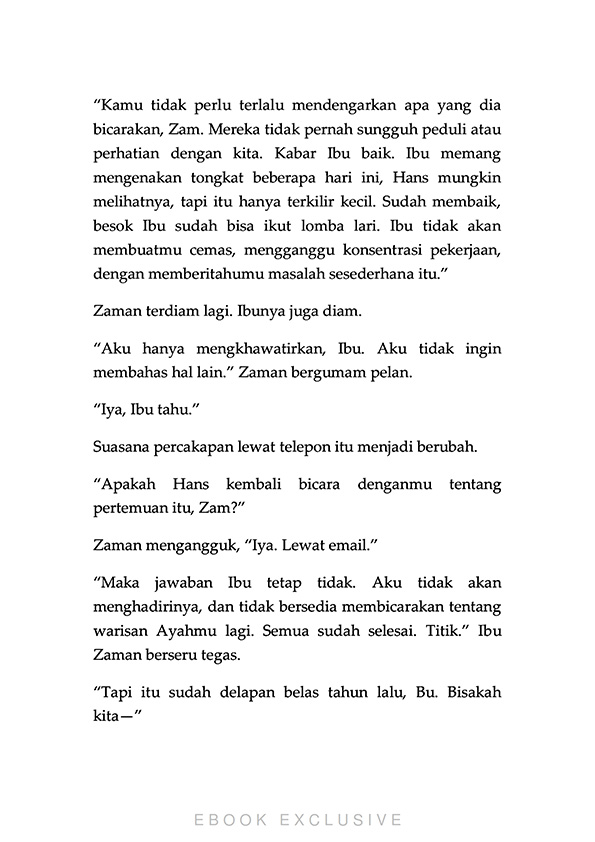 “Kamu tidak perlu terlalu mendengarkan apa yang dia
bicarakan, Zam. Mereka tidak pernah sungguh peduli atau
perhatian dengan kita. Kabar Ibu baik. Ibu memang
mengenakan tongkat beberapa hari ini, Hans mungkin
melihatnya, tapi itu hanya terkilir kecil. Sudah membaik,
besok Ibu sudah bisa ikut lomba lari. Ibu tidak akan
membuatmu cemas, mengganggu konsentrasi pekerjaan,
dengan memberitahumu masalah sesederhana itu.”
Zaman terdiam lagi. Ibunya juga diam.
“Aku hanya mengkhawatirkan, Ibu. Aku tidak ingin
membahas hal lain.” Zaman bergumam pelan.
“Iya, Ibu tahu.”
Suasana percakapan lewat telepon itu menjadi berubah.
“Apakah Hans kembali bicara denganmu tentang
pertemuan itu, Zam?”
Zaman mengangguk, “Iya. Lewat email.”
“Maka jawaban Ibu tetap tidak. Aku tidak akan
menghadirinya, dan tidak bersedia membicarakan tentang
warisan Ayahmu lagi. Semua sudah selesai. Titik.” Ibu
Zaman berseru tegas.
“Tapi itu sudah delapan belas tahun lalu, Bu. Bisakah
kita—”
EBOOK EXCLUSIVE